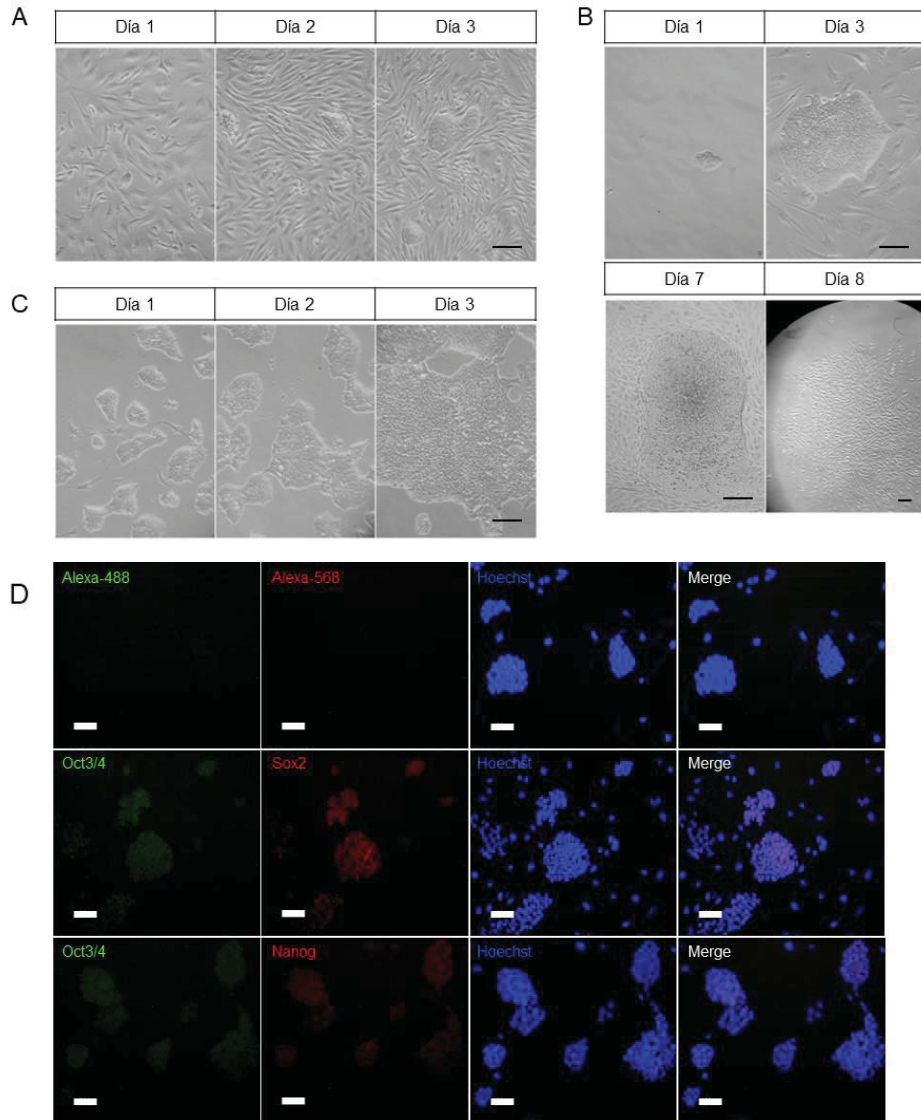 A
Día 1 Día 2 Día 3
B
Día 1 Día 3
Día 7 Día 8
C
Día 1 Día 2 Día 3
D
Alexa-488 Alexa-568 Hoechst Merge
Oct3/4 Sox2 Hoechst Merge
Oct3/4 Nanog Hoechst Merge